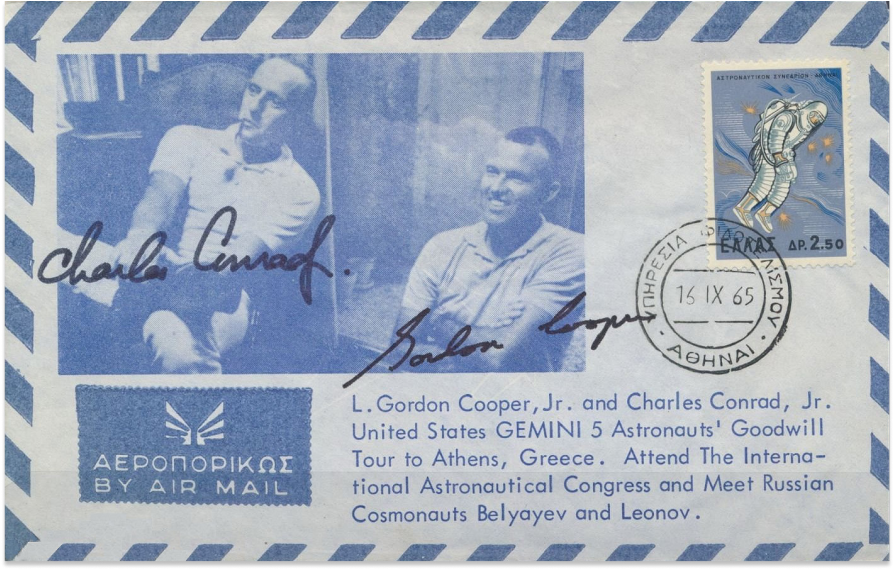 ΑΣΤΡΟΝΑΥΤΙΚΟΝ ΣΥΝΕΔΡΙΟΝ
ΕΛΛΑΣ ΔΡ. 2.50
ΥΠΗΡΕΣΙΑ ΦΙΛΟΤΕΛΙΣΜΟΥ
16 IX 65
· ΑΘΗΝΑΙ ·
Charles Conrad.
Gordon Cooper
ΑΕΡΟΠΟΡΙΚΩΣ
BY AIR MAIL
L. Gordon Cooper, Jr. and Charles Conrad, Jr.
United States GEMINI 5 Astronauts' Goodwill
Tour to Athens, Greece. Attend The Interna-
tional Astronautical Congress and Meet Russian
Cosmonauts Belyayev and Leonov.